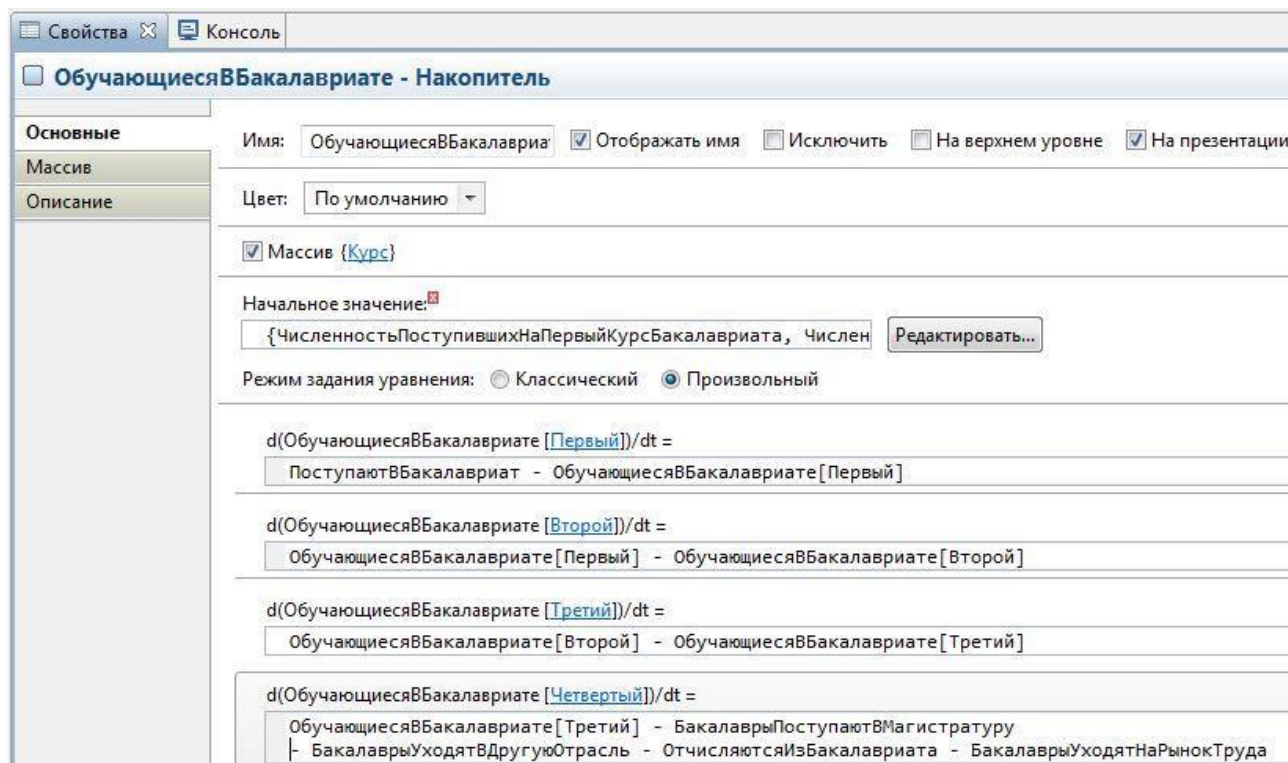 Свойства Консоль
ОбучающиесяВБакалавриате - Накопитель
Основные
Массив
Описание
Имя: ОбучающиесяВБакалавриа Отображать имя Исключить На верхнем уровне На презентации
Цвет: По умолчанию
Массив {Курс}
Начальное значение:
{ЧисленностьПоступившихНаПервыйКурсБакалавриата, Числен Редактировать...
Режим задания уравнения: Классический Произвольный
d(ОбучающиесяВБакалавриате [Первый])/dt =
ПоступаютВБакалавриат - ОбучающиесяВБакалавриате[Первый]
d(ОбучающиесяВБакалавриате [Второй])/dt =
ОбучающиесяВБакалавриате[Первый] - ОбучающиесяВБакалавриате[Второй]
d(ОбучающиесяВБакалавриате [Третий])/dt =
ОбучающиесяВБакалавриате[Второй] - ОбучающиесяВБакалавриате[Третий]
d(ОбучающиесяВБакалавриате [Четвертый])/dt =
ОбучающиесяВБакалавриате[Третий] - БакалаврыПоступаютВМагистратуру
- БакалаврыУходятВДругуюОтрасль - ОтчисляютсяИзБакалавриата - БакалаврыУходятНаРынокТруда